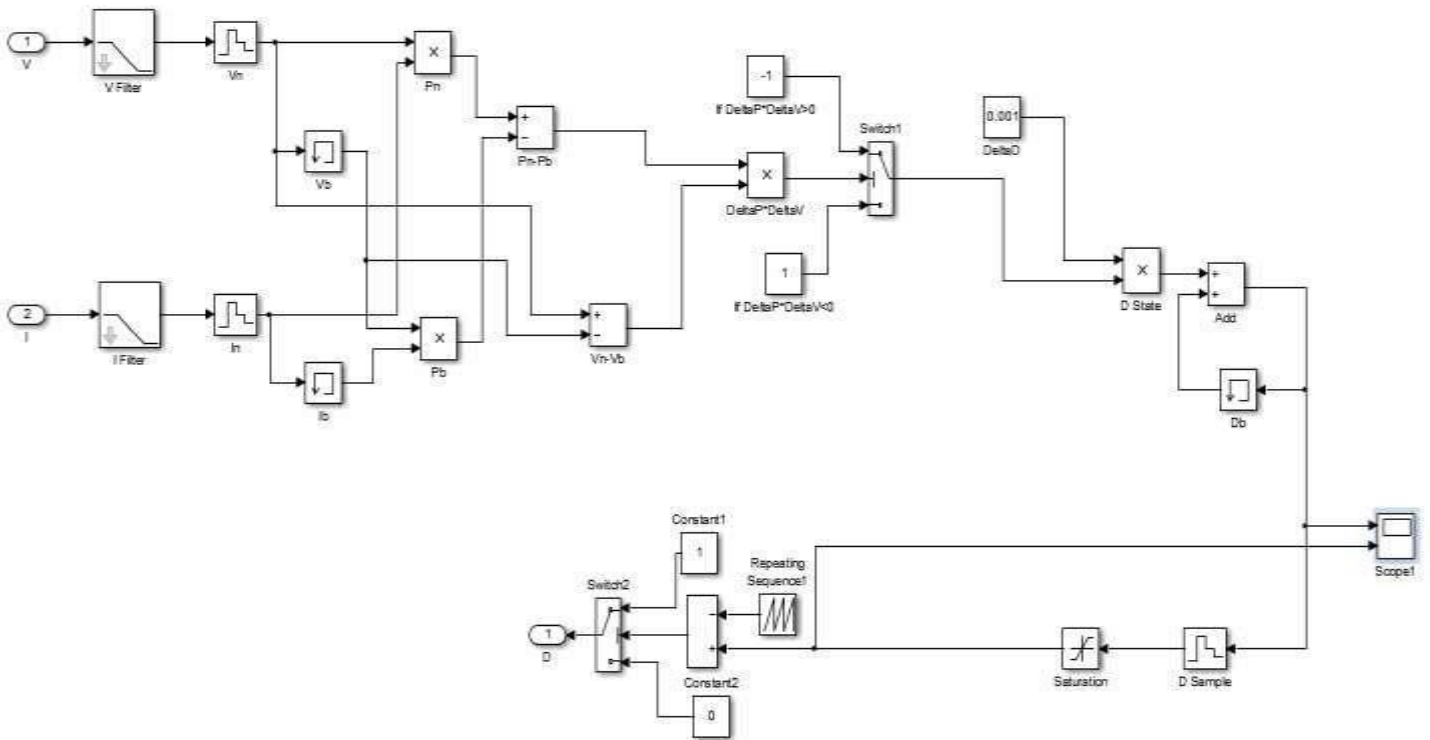 1
V
V Filter
Vn
×
Pn
-1
If DeltaP*DeltaV>0
+
−
Pn-Pb
Vb
0.001
DeltaD
Switch1
×
DeltaP*DeltaV
1
If DeltaP*DeltaV<0
2
I
I Filter
In
Ib
×
Pb
+
−
Vn-Vb
×
D State
+
+
Add
Db
Scope1
Constant1
1
Repeating
Sequence1
Switch2
1
D
−
+
Constant2
0
Saturation
D Sample